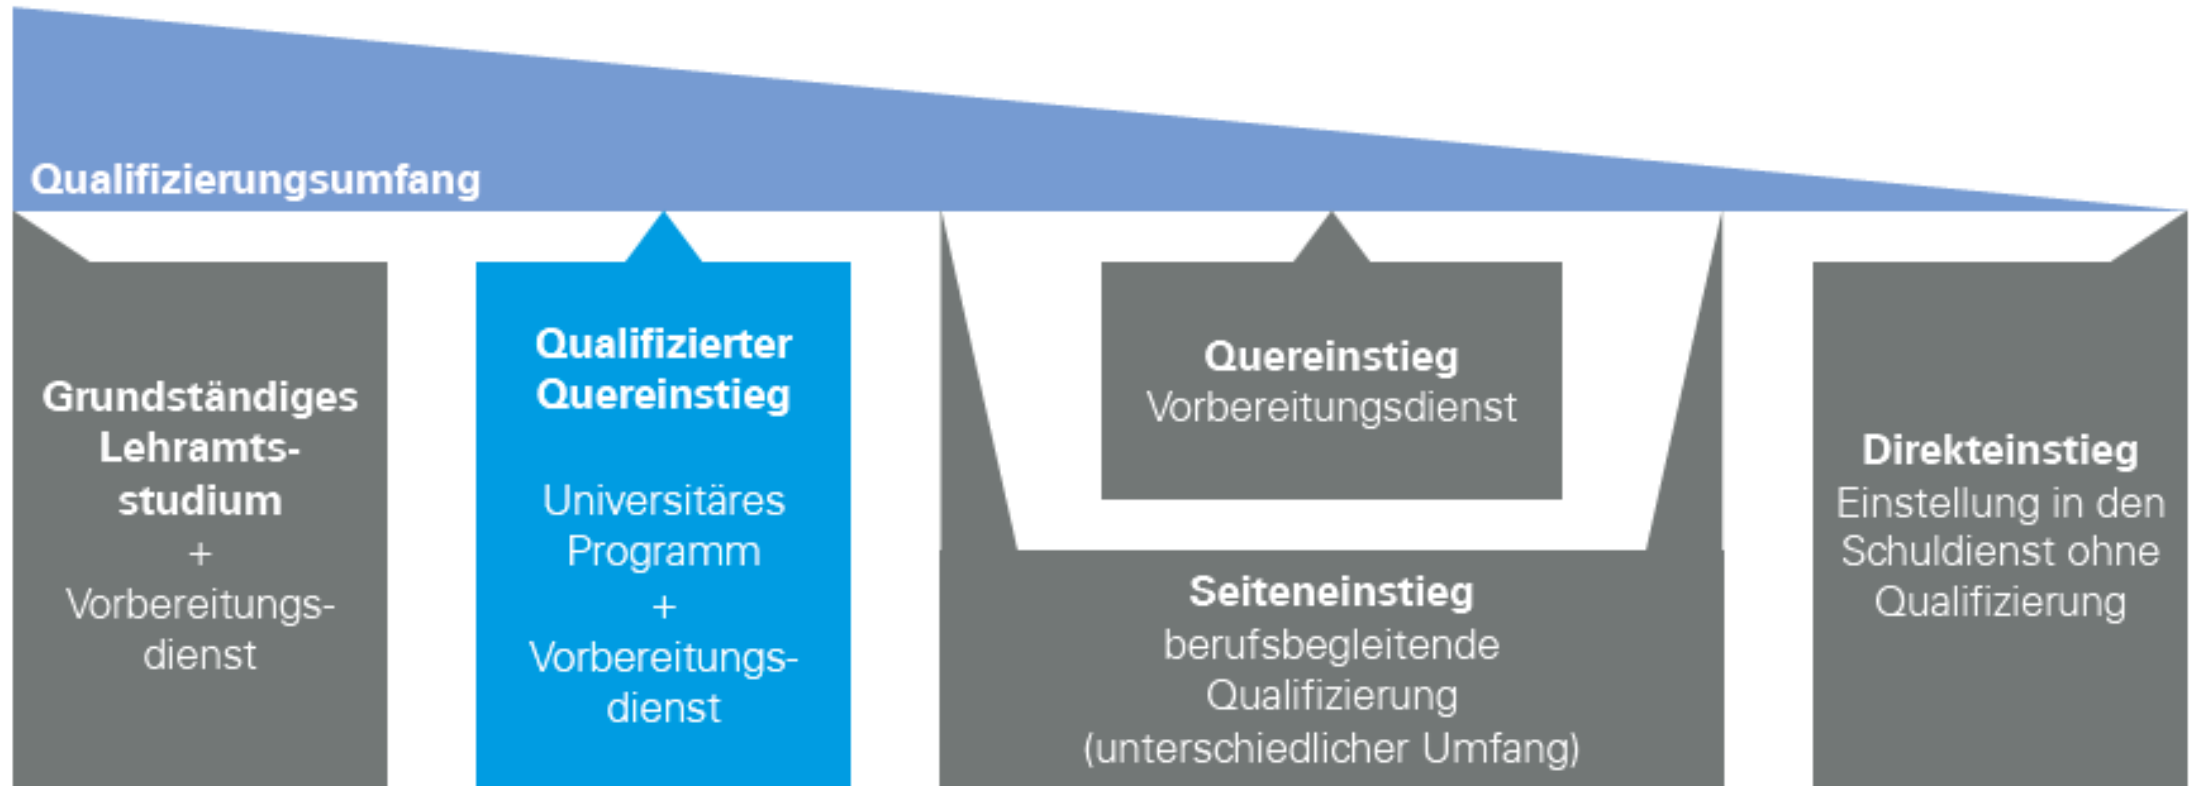 Qualifizierungsumfang
Grundständiges
Lehramts-
studium
+
Vorbereitungs-
dienst
Qualifizierter
Quereinstieg
Universitäres
Programm
+
Vorbereitungs-
dienst
Quereinstieg
Vorbereitungsdienst
Seiteneinstieg
berufsbegleitende
Qualifizierung
(unterschiedlicher Umfang)
Direkteinstieg
Einstellung in den
Schuldienst ohne
Qualifizierung